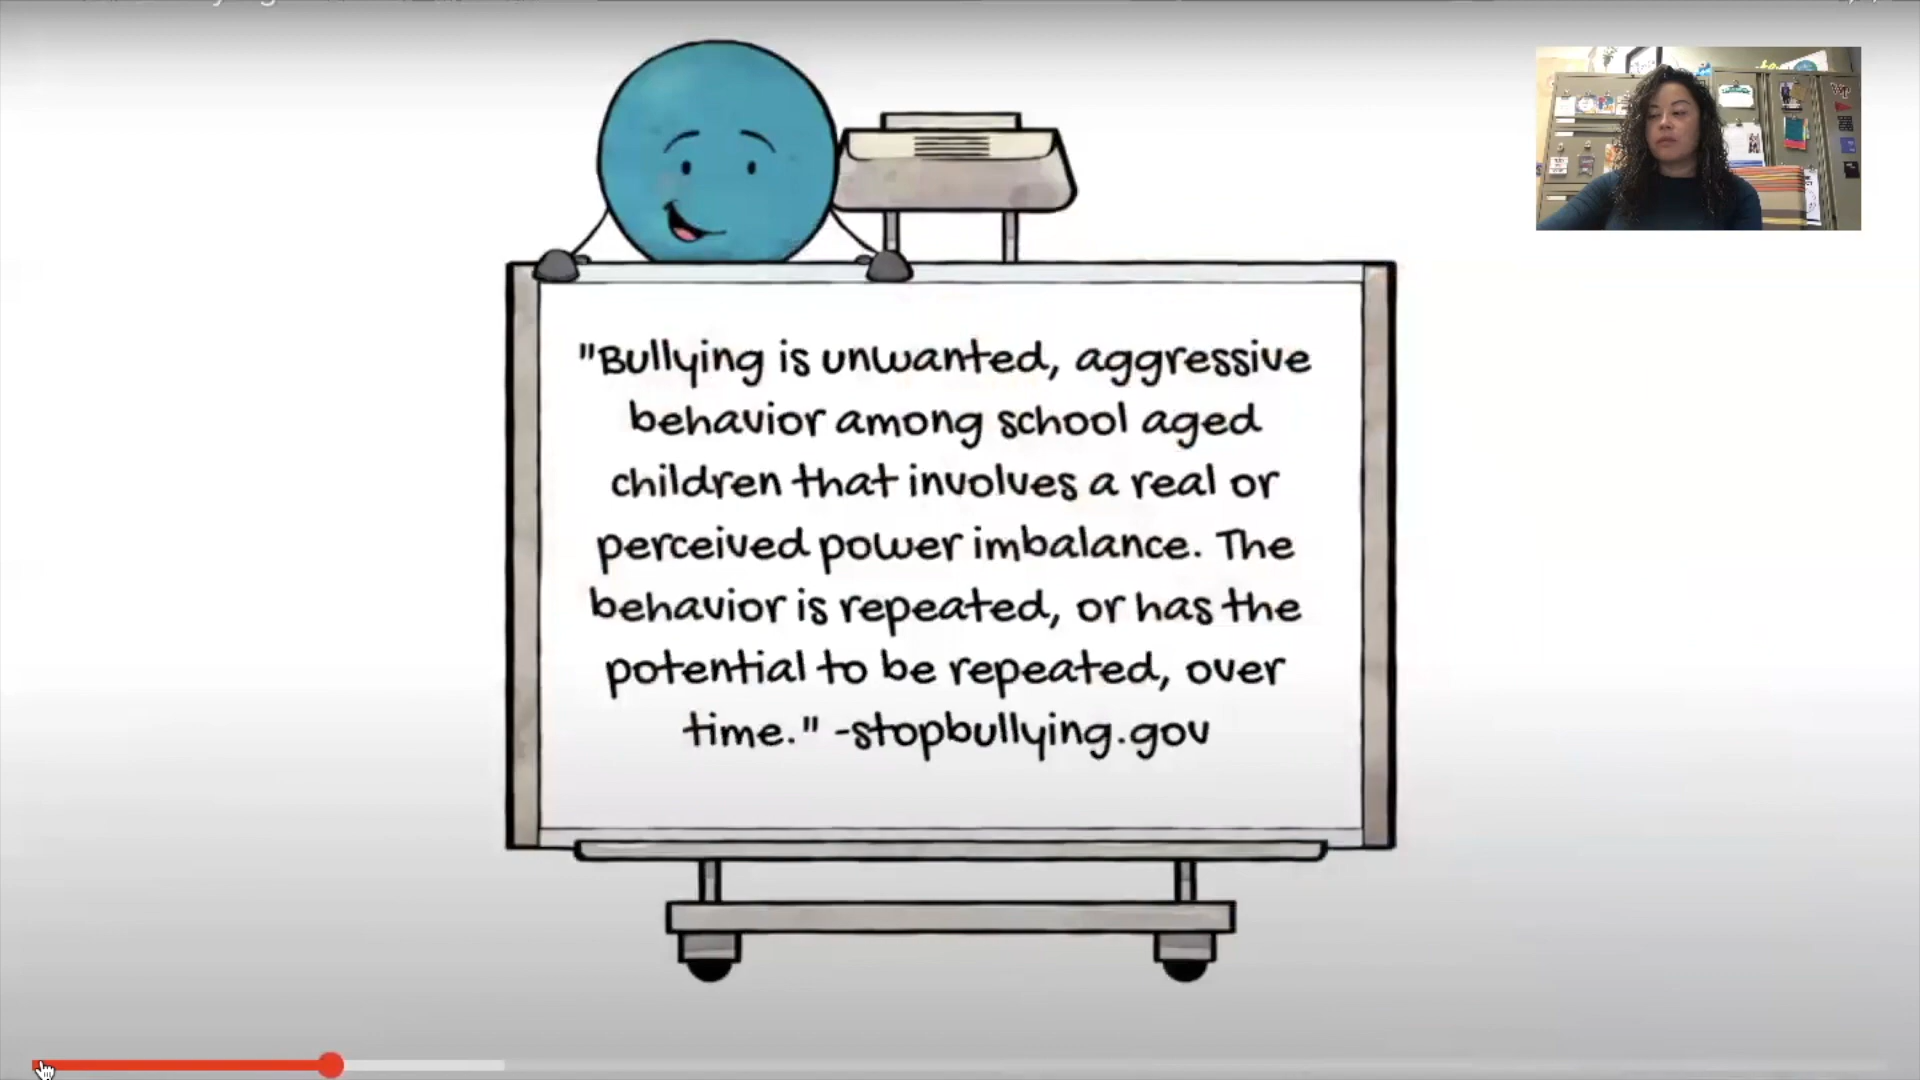 "Bullying is unwanted, aggressive
behavior among school aged
children that involves a real or
perceived power imbalance. The
behavior is repeated, or has the
potential to be repeated, over
time." -stopbullying.gov